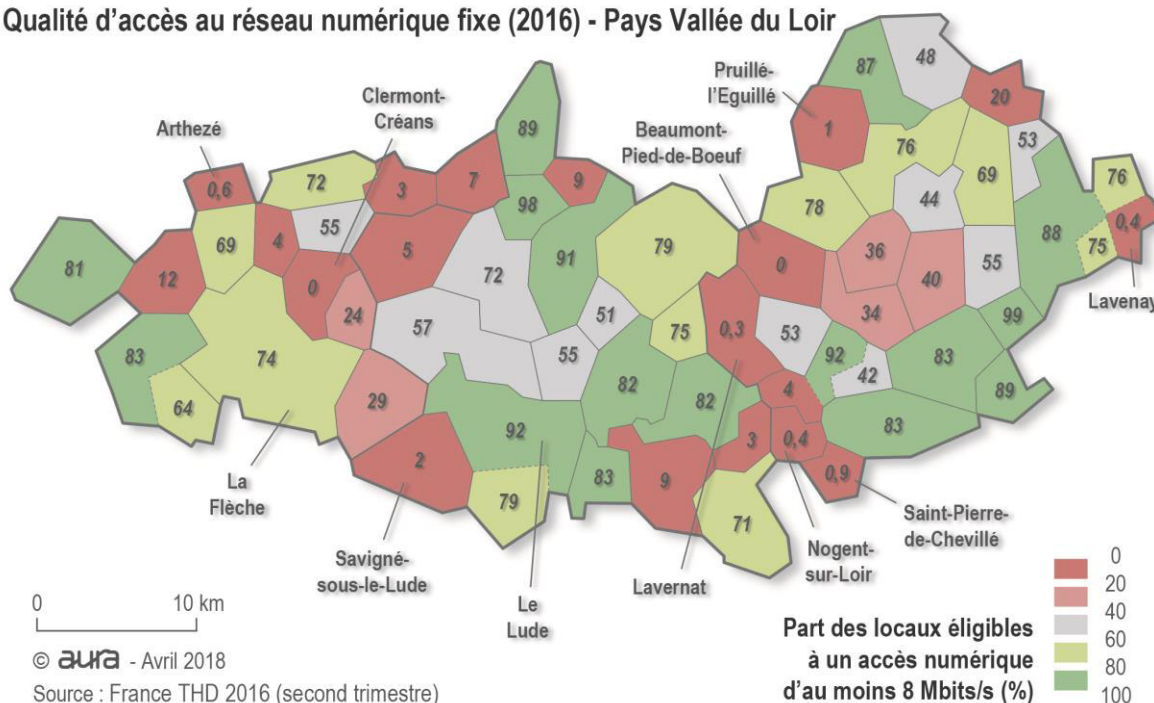 Qualité d'accès au réseau numérique fixe (2016) - Pays Vallée du Loir
48
87
Pruillé-
l'Eguillé
20
Clermont-
Créans
Arthezé
89
Beaumont-
Pied-de-Boeuf
1
76
53
0,6
72
3
7
9
69
76
98
44
78
0,4
69
4
55
5
79
91
72
36
88
75
81
12
0
0
40
55
Lavenay
24
57
51
75
0,3
53
34
99
83
74
55
92
42
83
89
64
29
82
82
4
83
92
3
0,4
2
83
9
0,9
79
71
La
Flèche
Savigné-
sous-le-Lude
Le
Lude
Lavernat
Nogent-
sur-Loir
Saint-Pierre-
de-Chevillé
0 10 km
© aura - Avril 2018
Source : France THD 2016 (second trimestre)
Part des locaux éligibles
à un accès numérique
d'au moins 8 Mbits/s (%)
0
20
40
60
80
100